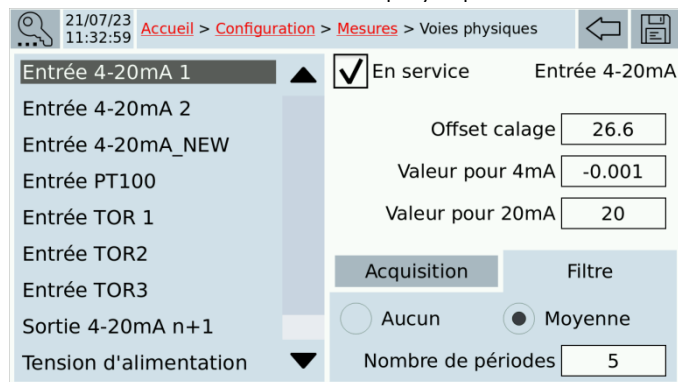 21/07/23
11:32:59
Accueil > Configuration > Mesures > Voies physiques
Entrée 4-20mA 1
Entrée 4-20mA 2
Entrée 4-20mA_NEW
Entrée PT100
Entrée TOR 1
Entrée TOR2
Entrée TOR3
Sortie 4-20mA n+1
Tension d'alimentation
En service
Entrée 4-20mA
Offset calage 26.6
Valeur pour 4mA -0.001
Valeur pour 20mA 20
Acquisition
Filtre
Aucun
Moyenne
Nombre de périodes 5